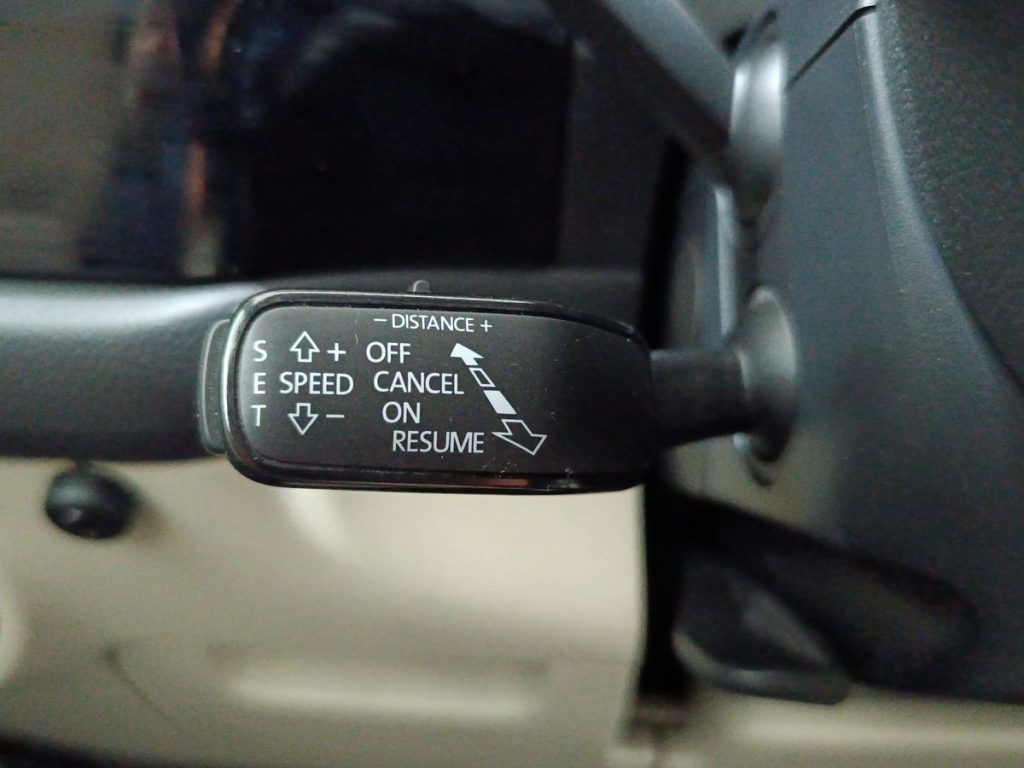 - DISTANCE +
S + OFF
E SPEED CANCEL
T - ON
RESUME